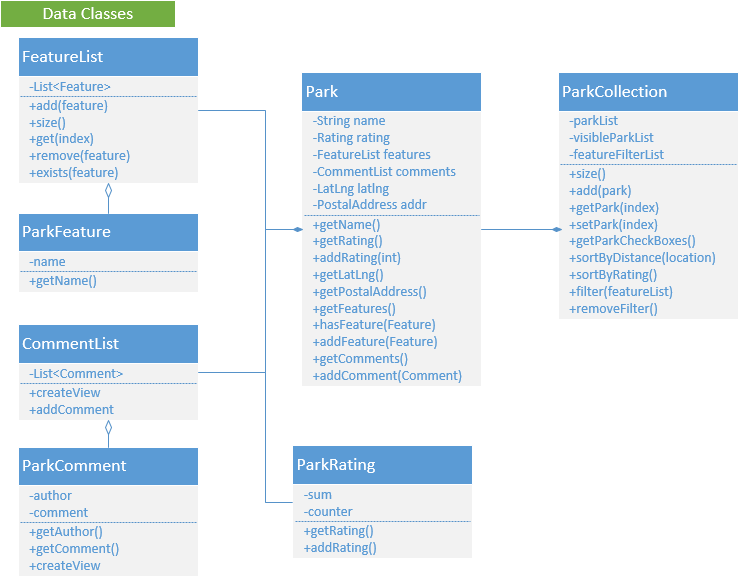 Data Classes
FeatureList
-List<Feature>
+add(feature)
+size()
+get(index)
+remove(feature)
+exists(feature)
ParkFeature
-name
+getName()
CommentList
-List<Comment>
+createView
+addComment
ParkComment
-author
-comment
+getAuthor()
+getComment()
+createView
Park
-String name
-Rating rating
-FeatureList features
-CommentList comments
-LatLng latlng
-PostalAddress addr
+getName()
+getRating()
+addRating(int)
+getLatLng()
+getPostalAddress()
+getFeatures()
+hasFeature(Feature)
+addFeature(Feature)
+getComments()
+addComment(Comment)
ParkRating
-sum
-counter
+getRating()
+addRating()
ParkCollection
-parkList
-visibleParkList
-featureFilterList
+size()
+add(park)
+getPark(index)
+setPark(index)
+getParkCheckBoxes()
+sortByDistance(location)
+sortByRating()
+filter(featureList)
+removeFilter()